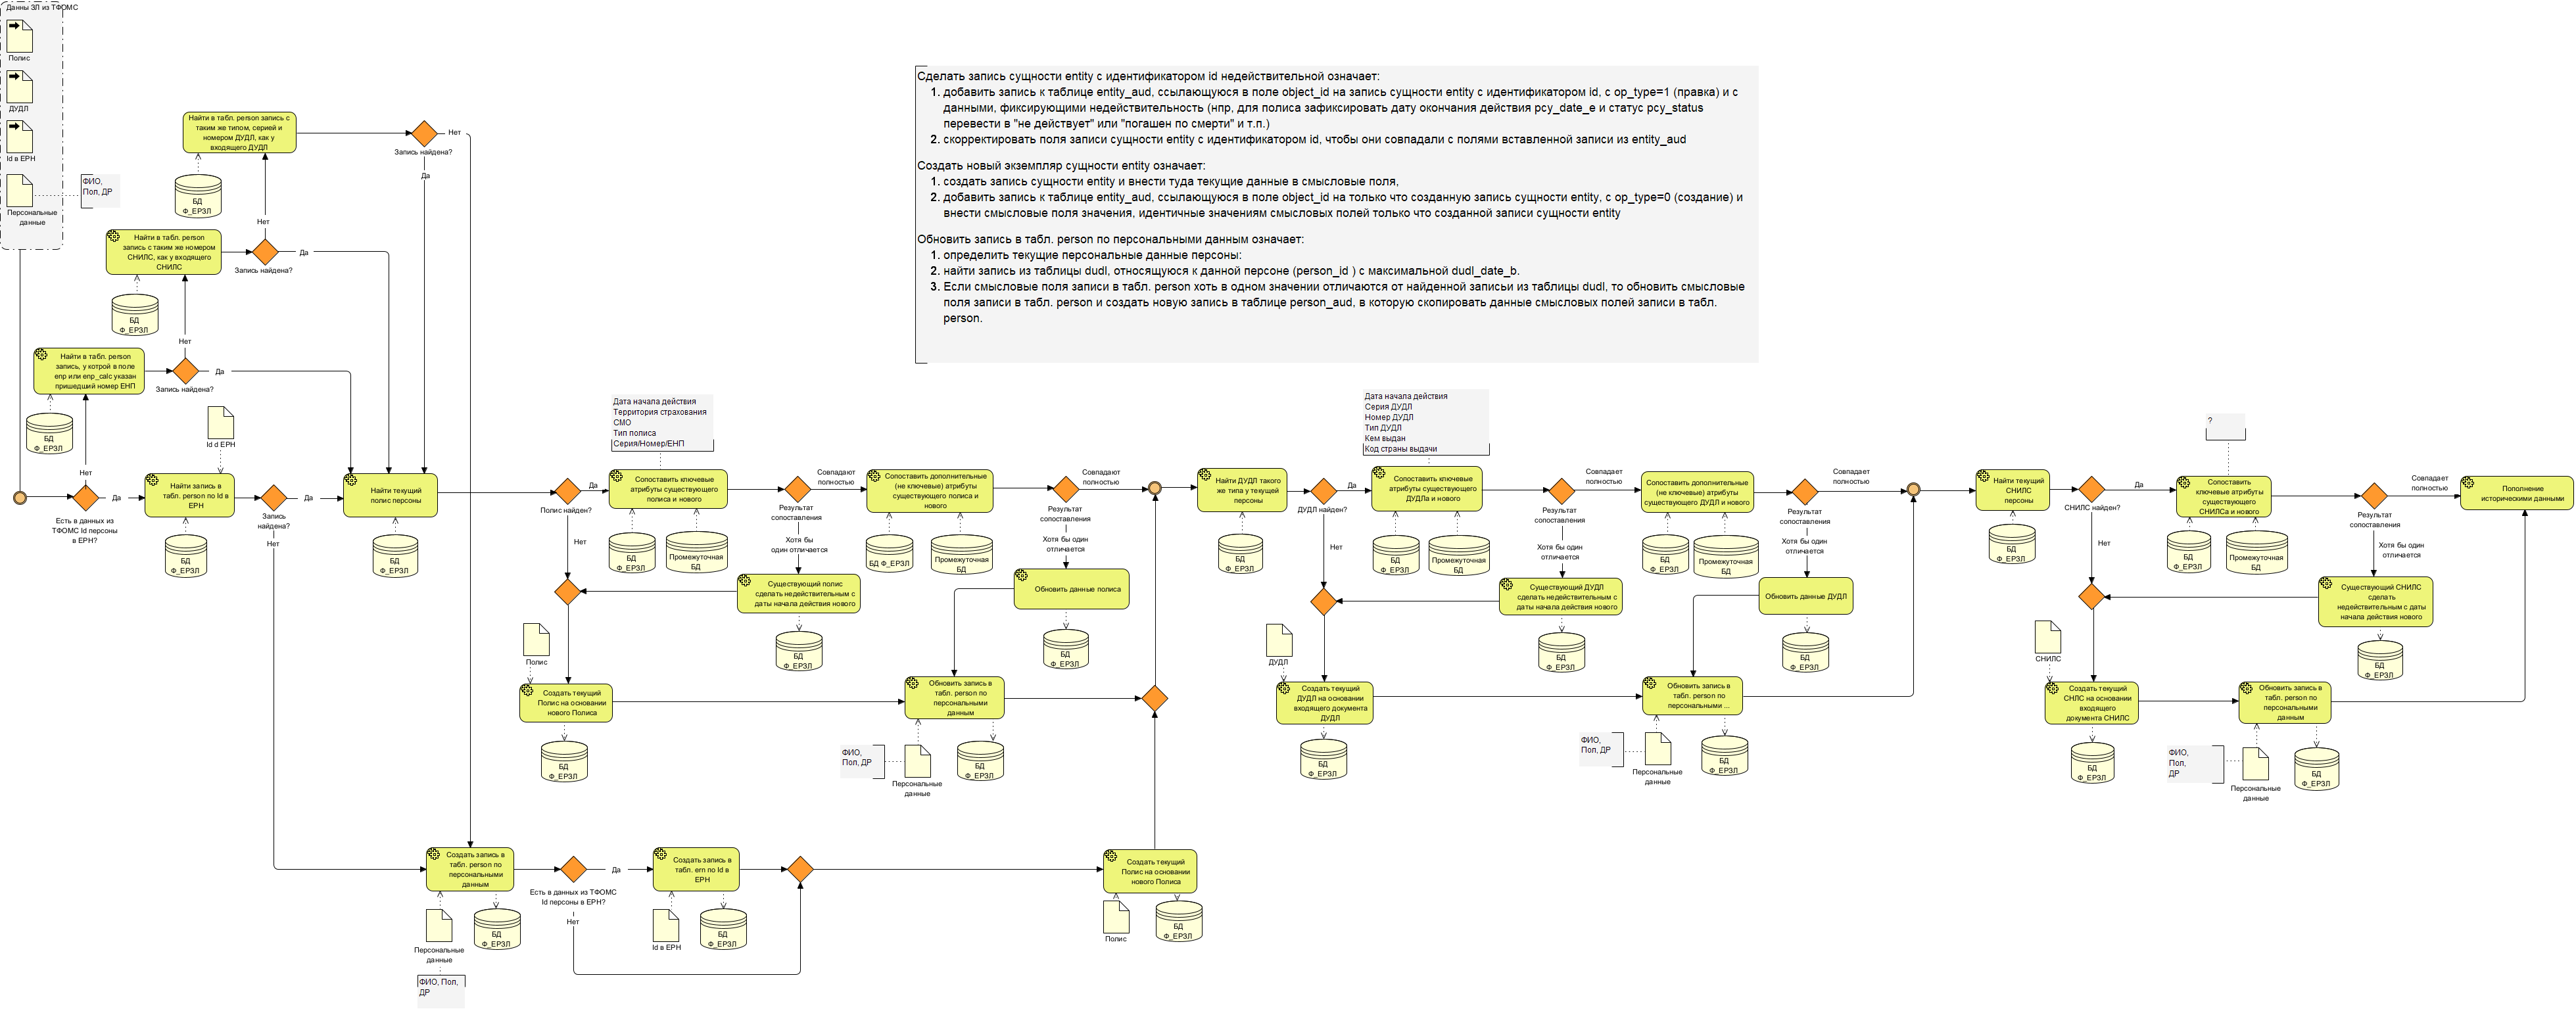 Данны ЗЛ из ТФОМС
Полис
ДУДЛ
Id в ЕРН
Персональные
данные
ФИО,
Пол, ДР
Найти в табл. person запись с
таким же типом, серией и
номером ДУДЛ, как у
входящего ДУДЛ
БД
Ф_ЕРЗЛ
Запись найдена?
Нет
Да
Найти в табл. person
запись с таким же номером
СНИЛС, как у входящего
СНИЛС
БД
Ф_ЕРЗЛ
Нет
Запись найдена?
Да
Найти в табл. person
запись, у котрой в поле
enp или enp_calc указан
пришедший номер ЕНП
БД
Ф_ЕРЗЛ
Нет
Запись найдена?
Да
Нет
Да
Есть в данных из
ТФОМС Id персоны
в ЕРН?
Id d ЕРН
Найти запись в
табл. person по Id в
ЕРН
БД
Ф_ЕРЗЛ
Запись
найдена?
Да
Нет
Найти текущий
полис персоны
БД
Ф_ЕРЗЛ
Сделать запись сущности entity с идентификатором id недействительной означает:
1. добавить запись к таблице entity_aud, ссылающуюся в поле object_id на запись сущности entity с идентификатором id, с op_type=1 (правка) и с
данными, фиксирующими недействительность (нпр, для полиса зафиксировать дату окончания действия pcy_date_e и статус pcy_status
перевести в "не действует" или "погашен по смерти" и т.п.)
2. скорректировать поля записи сущности entity с идентификатором id, чтобы они совпадали с полями вставленной записи из entity_aud
Создать новый экземпляр сущности entity означает:
1. создать запись сущности entity и внести туда текущие данные в смысловые поля,
2. добавить запись к таблице entity_aud, ссылающуюся в поле object_id на только что созданную запись сущности entity, с op_type=0 (создание) и
внести смысловые поля значения, идентичные значениям смысловых полей только что созданной записи сущности entity
Обновить запись в табл. person по персональными данным означает:
1. определить текущие персональные данные персоны:
2. найти запись из таблицы dudl, относящуюся к данной персоне (person_id ) с максимальной dudl_date_b.
3. Если смысловые поля записи в табл. person хоть в одном значении отличаются от найденной записьи из таблицы dudl, то обновить смысловые
поля записи в табл. person и создать новую запись в таблице person_aud, в которую скопировать данные смысловых полей записи в табл.
person.
Полис найден?
Да
Нет
Дата начала действия
Территория страхования
СМО
Тип полиса
Серия/Номер/ЕНП
Сопоставить ключевые
атрибуты существующего
полиса и нового
БД
Ф_ЕРЗЛ
Промежуточная
БД
Совпадают
полностью
Результат
сопоставления
Хотя бы
один отличается
Сопоставить дополнительные
(не ключевые) атрибуты
существующего полиса и
нового
БД Ф_ЕРЗЛ
Промежуточная
БД
Совпадают
полностью
Результат
сопоставления
Хотя бы один
отличается
Существующий полис
сделать недействительным с
даты начала действия нового
БД
Ф_ЕРЗЛ
Обновить данные полиса
БД
Ф_ЕРЗЛ
Полис
Создать текущий
Полис на основании
нового Полиса
БД
Ф_ЕРЗЛ
Обновить запись в
табл. person по
персональными
данным
ФИО,
Пол, ДР
Персональные
данные
БД
Ф_ЕРЗЛ
Найти ДУДЛ такого
же типа у текущей
персоны
БД
Ф_ЕРЗЛ
ДУДЛ найден?
Да
Нет
Дата начала действия
Серия ДУДЛ
Номер ДУДЛ
Тип ДУДЛ
Кем выдан
Код страны выдачи
Сопоставить ключевые
атрибуты существующего
ДУДЛа и нового
БД
Ф_ЕРЗЛ
Промежуточная
БД
Совпадает
полностью
Результат
сопоставления
Хотя бы один
отличается
Сопоставить дополнительные
(не ключевые) атрибуты
существующего ДУДЛ и нового
БД
Ф_ЕРЗЛ
Промежуточная
БД
Совпадает
полностью
Результат
сопоставления
Хотя бы один
отличается
Существующий ДУДЛ
сделать недействительным с
даты начала действия нового
БД
Ф_ЕРЗЛ
Обновить данные ДУДЛ
БД
Ф_ЕРЗЛ
ДУДЛ
Создать текущий
ДУДЛ на основании
входящего документа
ДУДЛ
БД
Ф_ЕРЗЛ
Обновить запись в
табл. person по
персональными ...
ФИО,
Пол, ДР
Персональные
данные
БД
Ф_ЕРЗЛ
Найти текущий
СНИЛС
персоны
БД
Ф_ЕРЗЛ
СНИЛС найден?
Да
Нет
?
Сопоставить
ключевые атрибуты
существующего
СНИЛСа и нового
БД
Ф_ЕРЗЛ
Промежуточная
БД
Совпадает
полностью
Результат
сопоставления
Хотя бы один
отличается
Пополнение
историческими данными
Существующий СНИЛС
сделать
недействительным с даты
начала действия нового
БД
Ф_ЕРЗЛ
СНИЛС
Создать текущий
СНЛС на основании
входящего
документа СНИЛС
БД
Ф_ЕРЗЛ
Обновить запись в
табл. person по
персональными
данным
ФИО,
Пол,
ДР
Персональные
данные
БД
Ф_ЕРЗЛ
Создать запись в
табл. person по
персональными
данным
Персональные
данные
ФИО, Пол,
ДР
БД
Ф_ЕРЗЛ
Есть в данных из ТФОМС
Id персоны в ЕРН?
Да
Нет
Создать запись в
табл. ern по Id в
ЕРН
Id в ЕРН
БД
Ф_ЕРЗЛ
Создать текущий
Полис на основании
нового Полиса
Полис
БД
Ф_ЕРЗЛ